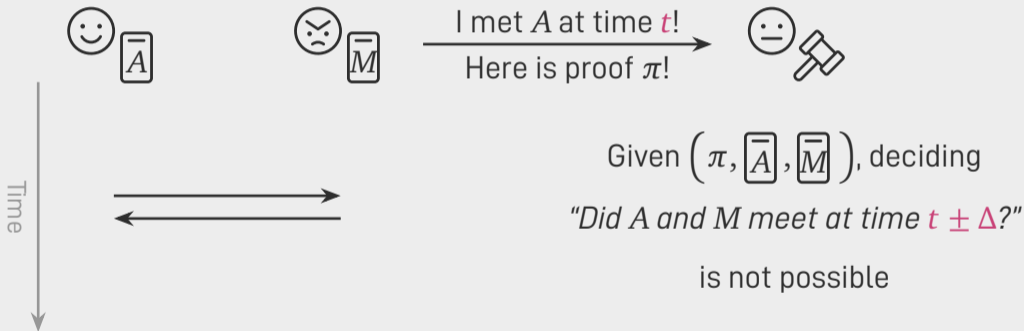 A
M
I met A at time t!
Here is proof π!
Time
Given (π, A, M), deciding
"Did A and M meet at time t ± Δ?"
is not possible